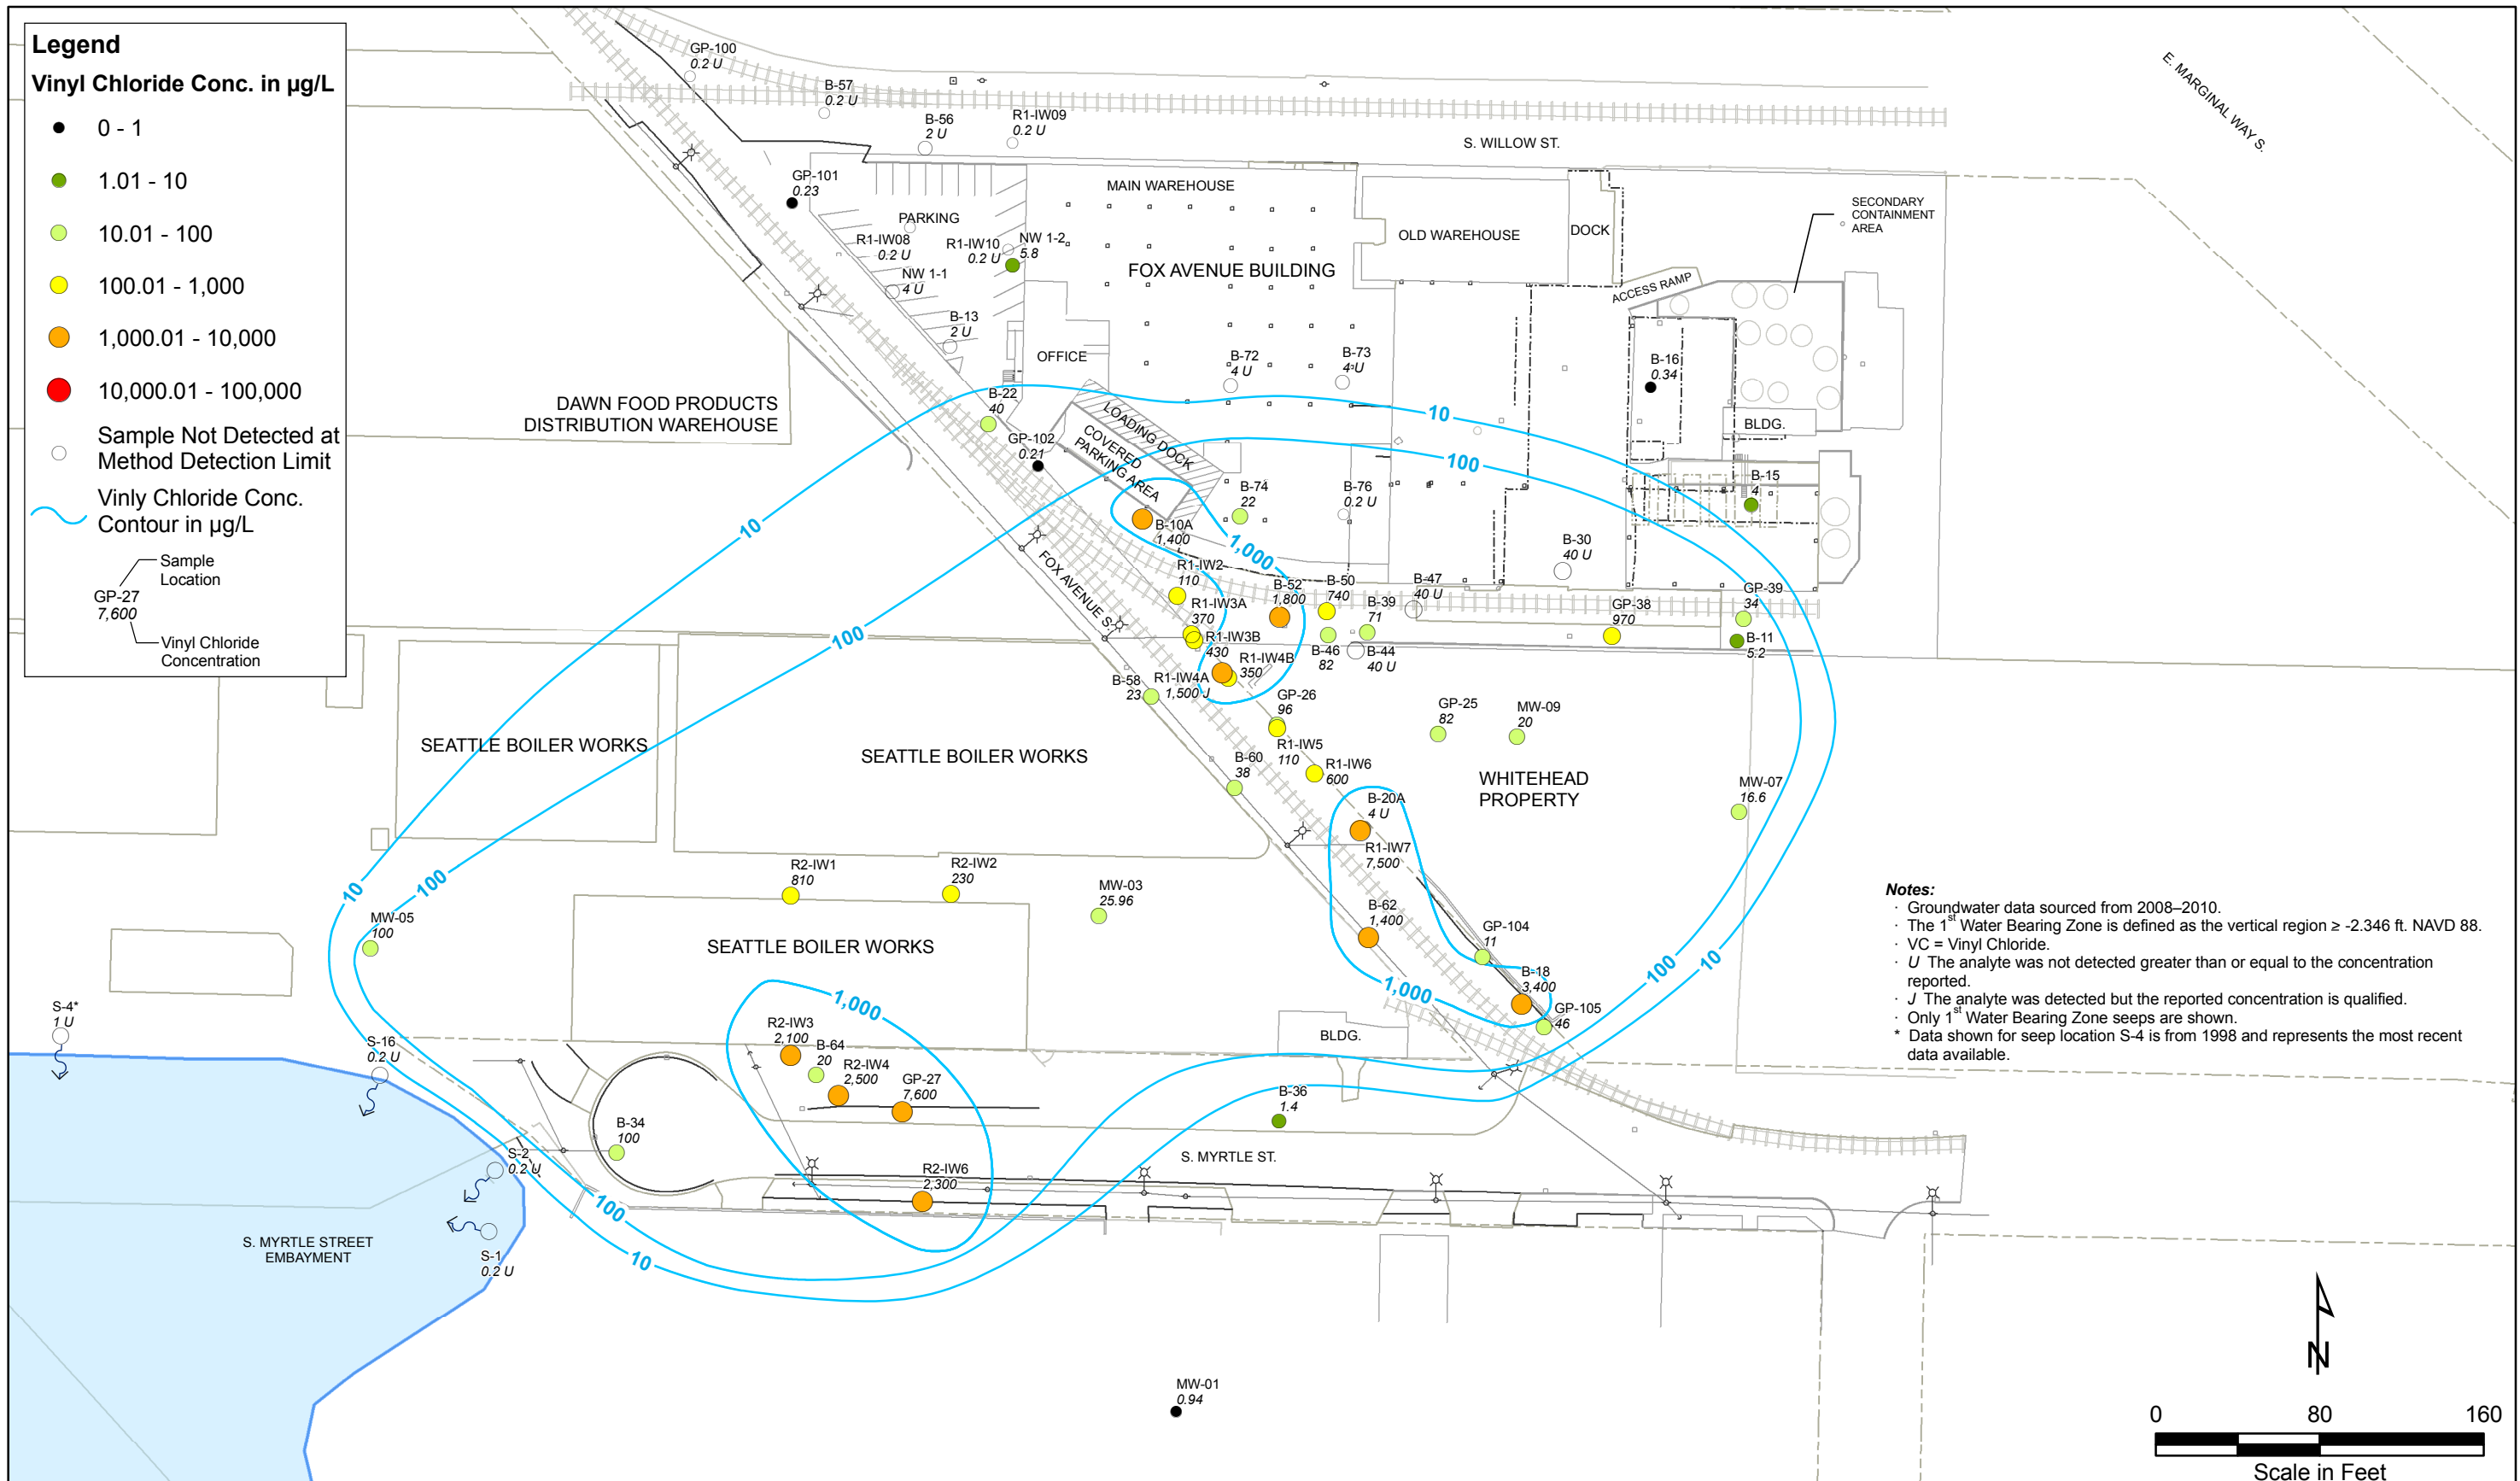 Legend
Vinyl Chloride Conc. in µg/L
0 - 1
1.01 - 10
10.01 - 100
100.01 - 1,000
1,000.01 - 10,000
10,000.01 - 100,000
Sample Not Detected at
Method Detection Limit
Vinly Chloride Conc.
Contour in µg/L
Sample
Location
GP-27
7,600
Vinyl Chloride
Concentration
GP-100
0.2 U
B-57
0.2 U
B-56
2 U
R1-IW09
0.2 U
S. WILLOW ST.
E. MARGINAL WAY S.
GP-101
0.23
PARKING
MAIN WAREHOUSE
R1-IW08
0.2 U
R1-IW10
0.2 U
NW 1-2
5.8
NW 1-1
4 U
FOX AVENUE BUILDING
OLD WAREHOUSE
DOCK
SECONDARY
CONTAINMENT
AREA
ACCESS RAMP
B-13
2 U
OFFICE
B-72
4 U
B-73
4 U
B-16
0.34
BLDG.
DAWN FOOD PRODUCTS
DISTRIBUTION WAREHOUSE
B-22
40
GP-102
0.21
LOADING DOCK
COVERED
PARKING AREA
10
100
B-74
22
B-76
0.2 U
B-15
4
B-10A
1,400
10
1,000
B-30
40 U
FOX AVENUE S.
R1-IW2
110
B-52
1,800
B-50
740
B-47
40 U
B-39
71
GP-38
970
GP-39
34
R1-IW3A
370
R1-IW3B
430
B-46
82
B-44
40 U
B-11
5.2
100
R1-IW4B
350
B-58
23
R1-IW4A
1,500 J
GP-26
96
GP-25
82
MW-09
20
SEATTLE BOILER WORKS
SEATTLE BOILER WORKS
R1-IW5
110
B-60
38
R1-IW6
600
WHITEHEAD
PROPERTY
MW-07
16.6
B-20A
4 U
R1-IW7
7,500
10
100
R2-IW1
810
R2-IW2
230
MW-03
25.96
MW-05
100
B-62
1,400
GP-104
11
SEATTLE BOILER WORKS
B-18
3,400
1,000
100
10
GP-105
46
Notes:
· Groundwater data sourced from 2008–2010.
· The 1st Water Bearing Zone is defined as the vertical region ≥ -2.346 ft. NAVD 88.
· VC = Vinyl Chloride.
· U The analyte was not detected greater than or equal to the concentration
reported.
· J The analyte was detected but the reported concentration is qualified.
· Only 1st Water Bearing Zone seeps are shown.
* Data shown for seep location S-4 is from 1998 and represents the most recent
data available.
S-4*
1 U
S-16
0.2 U
1,000
R2-IW3
2,100
B-64
20
R2-IW4
2,500
GP-27
7,600
BLDG.
B-36
1.4
B-34
100
S-2
0.2 U
S. MYRTLE ST.
R2-IW6
2,300
100
10
S. MYRTLE STREET
EMBAYMENT
S-1
0.2 U
MW-01
0.94
N
0 80 160
Scale in Feet